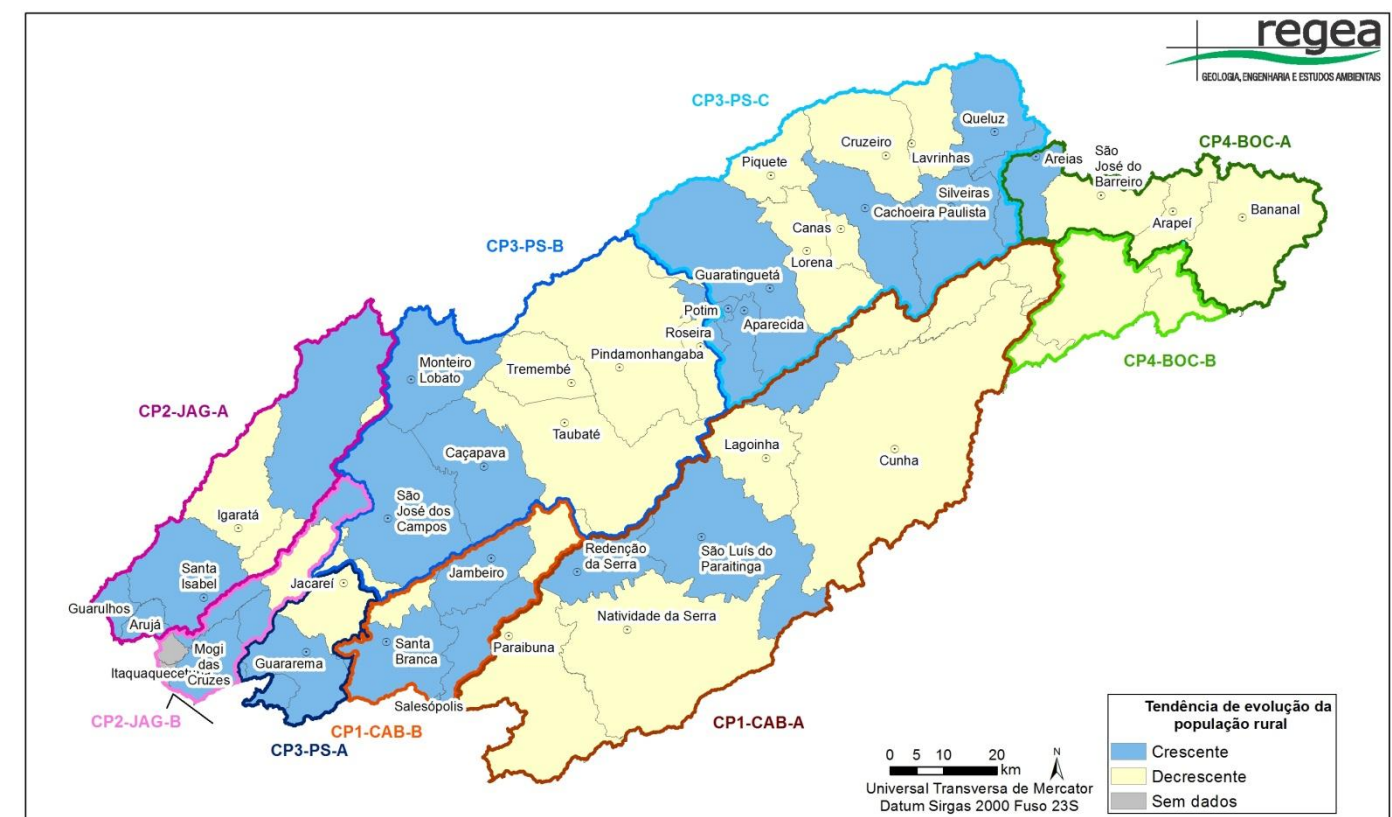 regea
GEOLOGIA, ENGENHARIA E ESTUDOS AMBIENTAIS
CP3-PS-C
Queluz
Cruzeiro
Lavrinhas
Piquete
Areias
São
José do
Barreiro
CP4-BOC-A
Silveiras
Cachoeira Paulista
Arapeí
Bananal
Canas
Lorena
CP3-PS-B
Guaratinguetá
Potim
Aparecida
Roseira
Pindamonhangaba
Tremembé
Monteiro
Lobato
CP4-BOC-B
CP2-JAG-A
Taubaté
Lagoinha
Cunha
Caçapava
São
José dos
Campos
Igaratá
Redenção
da Serra
São Luís do
Paraitinga
Santa
Isabel
Jambeiro
Jacareí
Guarulhos
Arujá
Natividade da Serra
Paraibuna
Santa
Branca
Mogi
das
Cruzes
Guararema
Salesópolis
CP2-JAG-B
CP3-PS-A
CP1-CAB-B
CP1-CAB-A
0 5 10 20
km
N
Universal Transversa de Mercator
Datum Sirgas 2000 Fuso 23S
Tendência de evolução da
população rural
Crescente
Decrescente
Sem dados